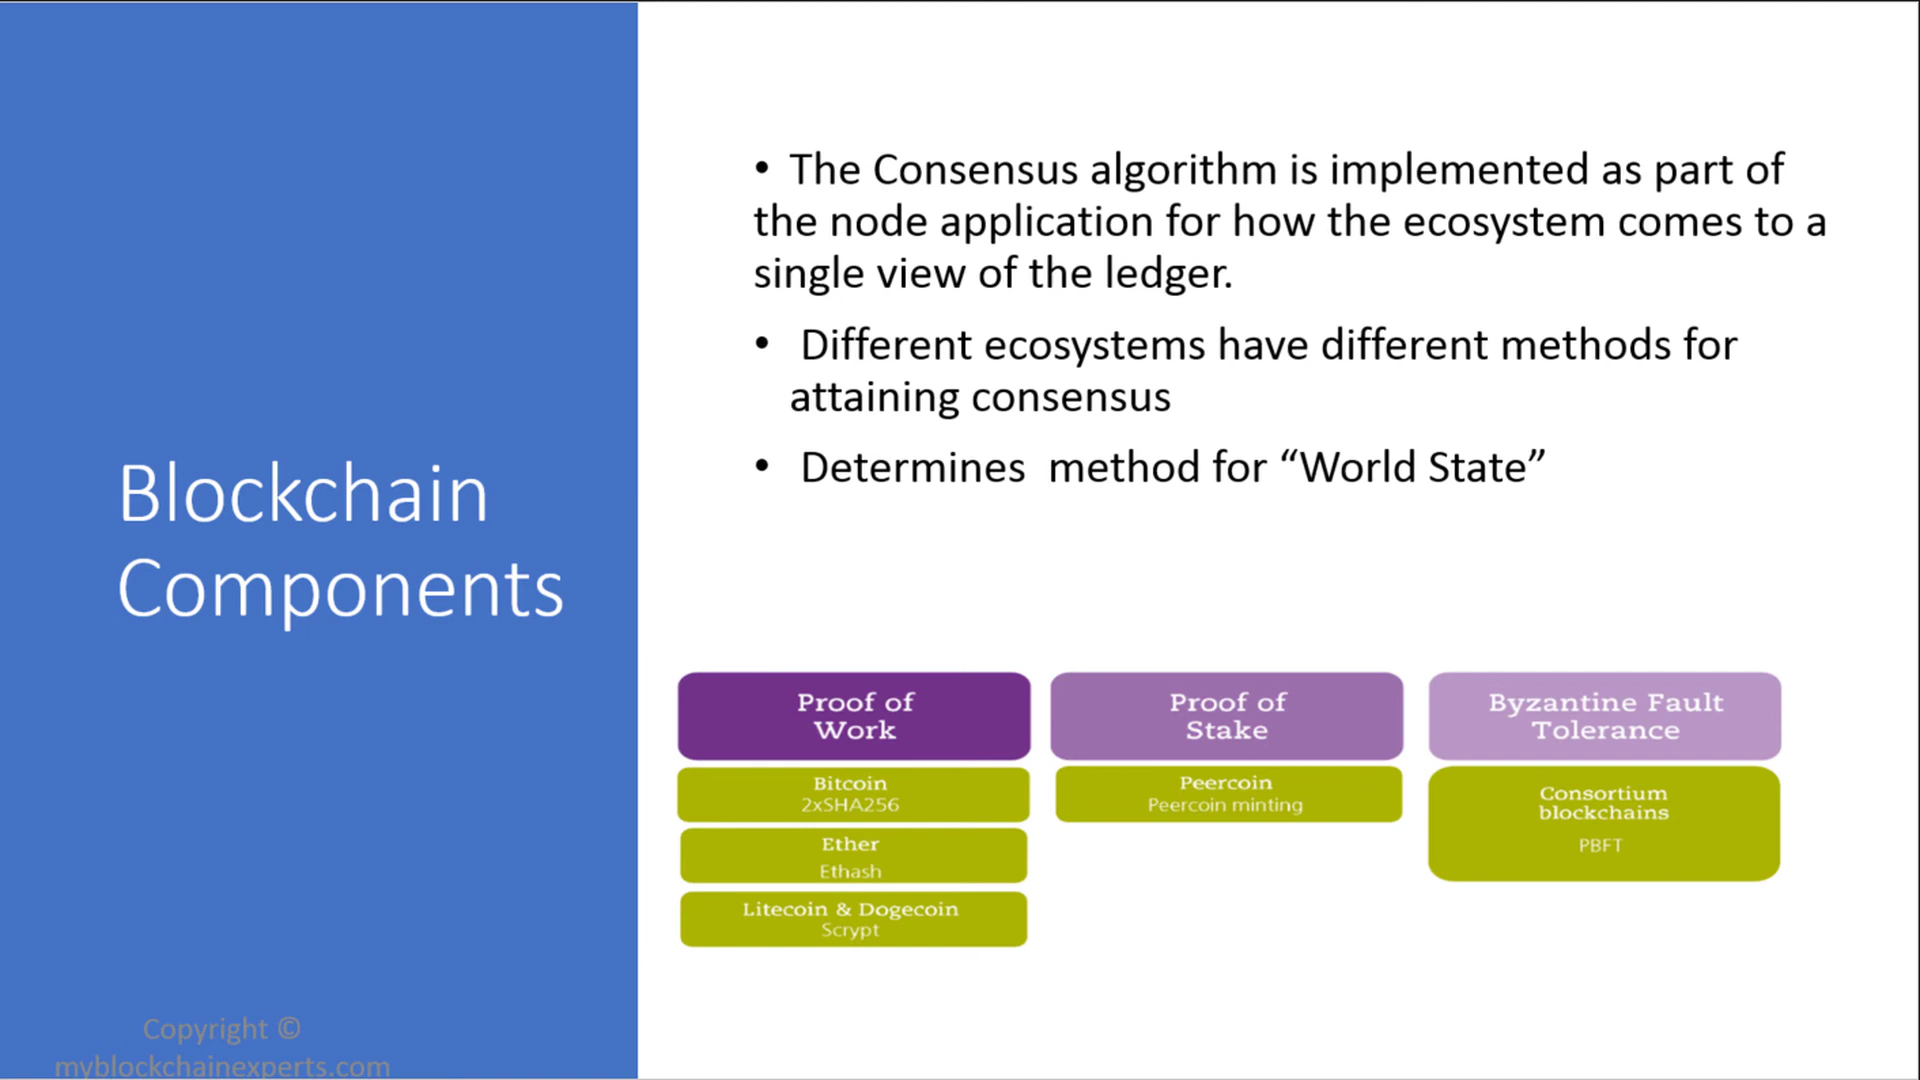 Blockchain
Components
• The Consensus algorithm is implemented as part of
the node application for how the ecosystem comes to a
single view of the ledger.
• Different ecosystems have different methods for
attaining consensus
• Determines  method for “World State”
Proof of
Work
Bitcoin
2xSHA256
Ether
Ethash
Litecoin & Dogecoin
Scrypt
Proof of
Stake
Peercoin
Peercoin minting
Byzantine Fault
Tolerance
Consortium
blockchains
PBFT
Copyright ©
myblockchainexperts.com